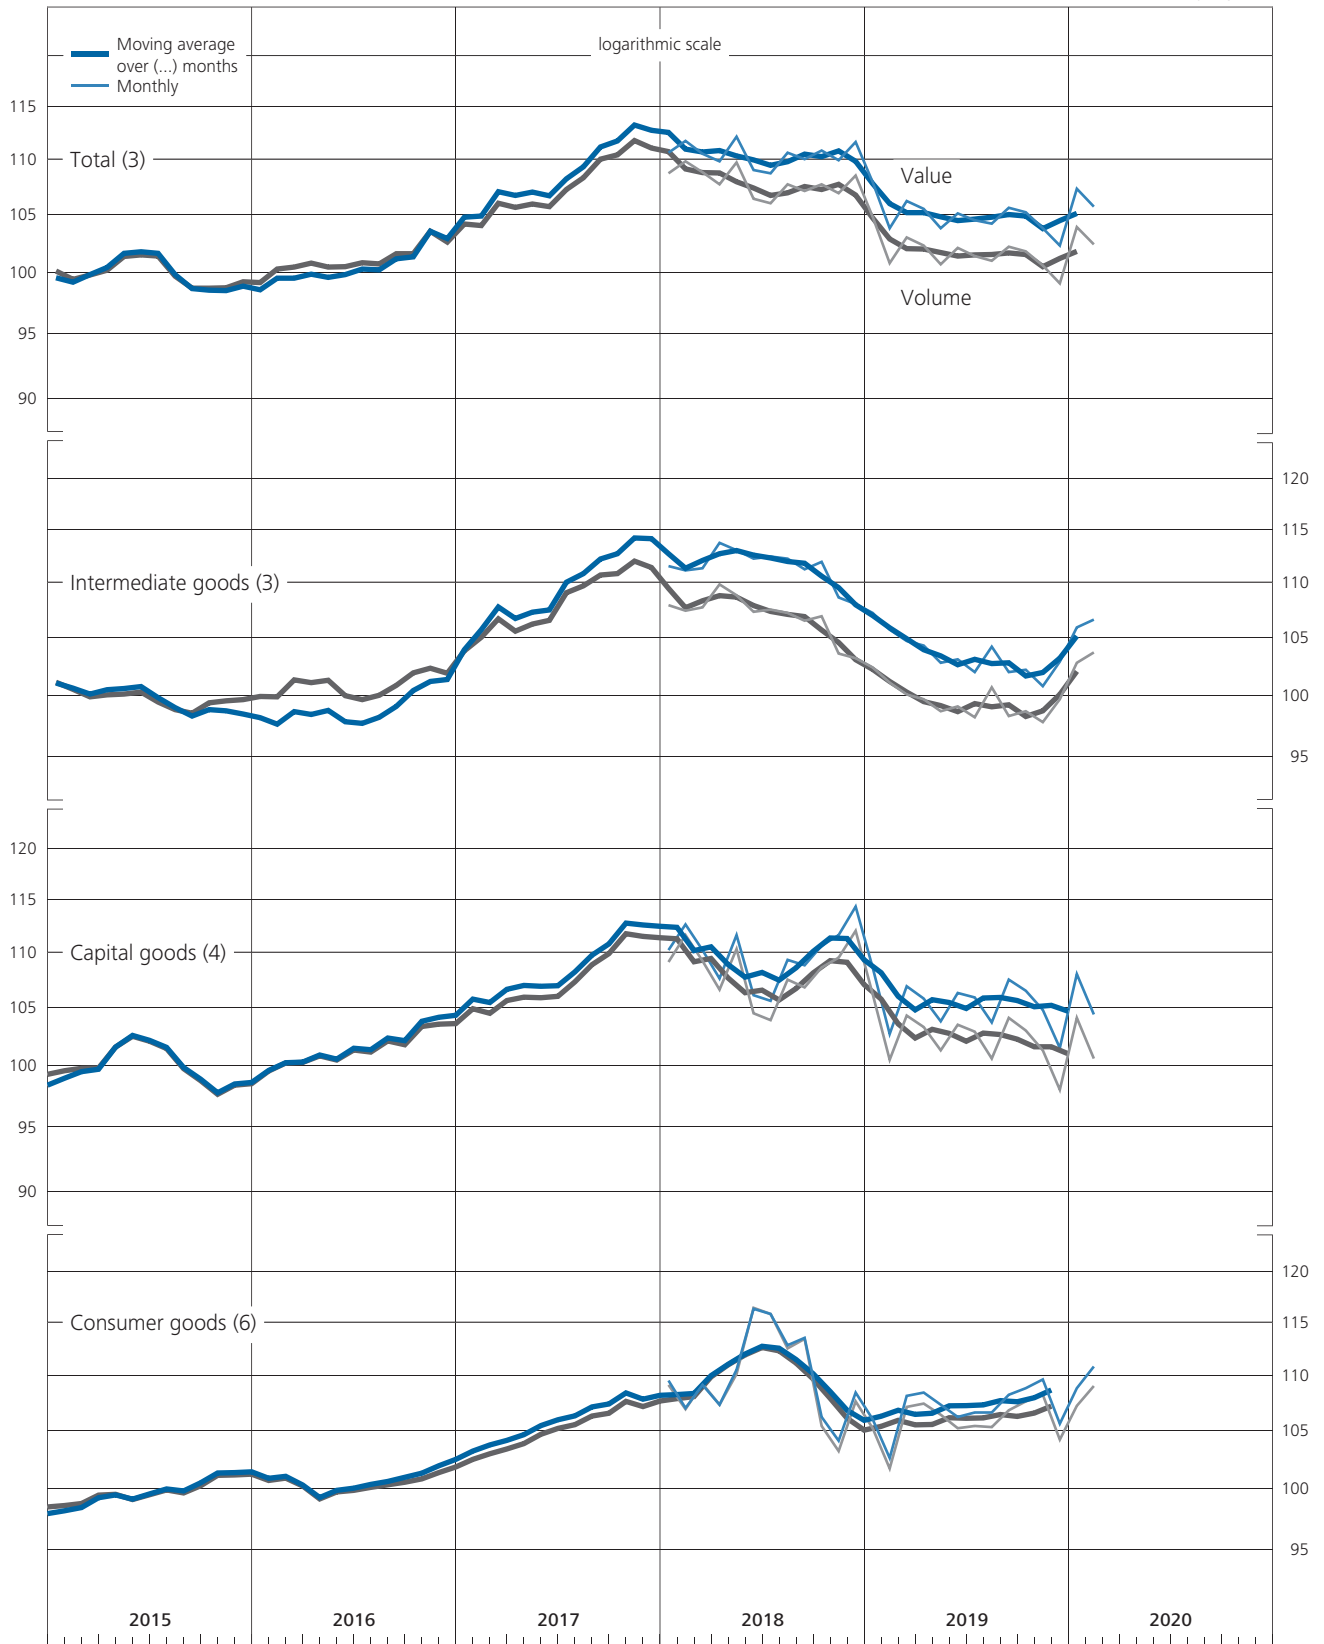 Moving average
over (...) months
Monthly
logarithmic scale
115
110
105
100
95
90
Total (3)
Value
Volume
120
115
110
105
100
95
Intermediate goods (3)
120
115
110
105
100
95
90
Capital goods (4)
120
115
110
105
100
95
Consumer goods (6)
2015 2016 2017 2018 2019 2020